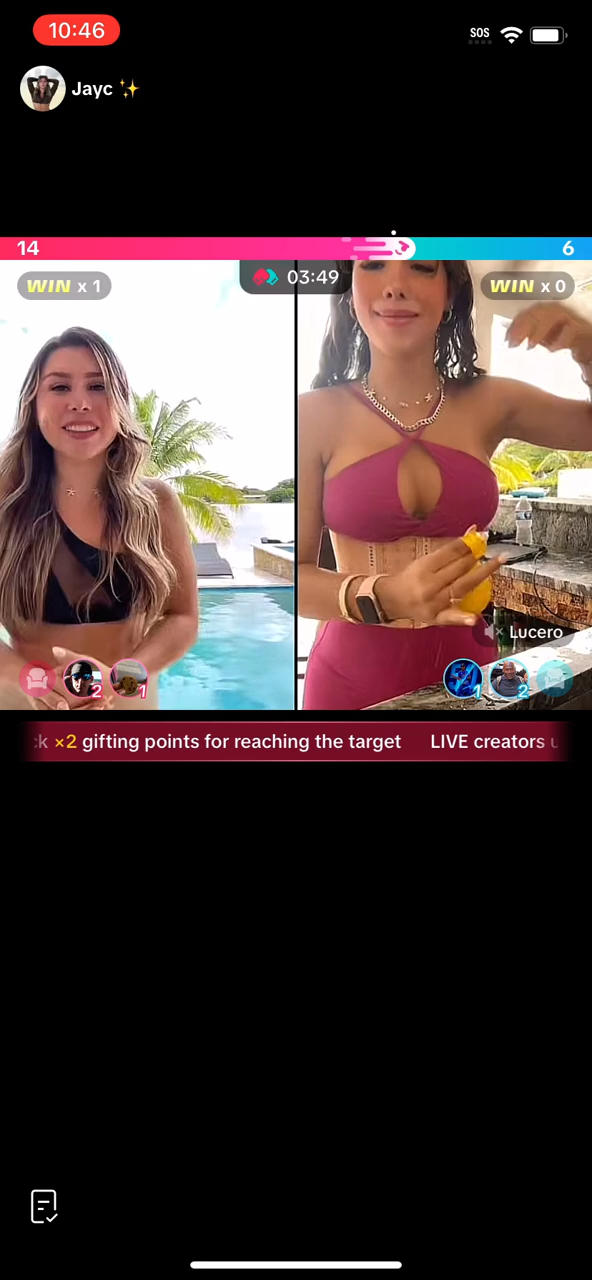 10:46
SOS
Jayc ✨
14
6
WIN x 1
03:49
WIN x 0
Lucero
2
1
1
2
×2 gifting points for reaching the target LIVE creators